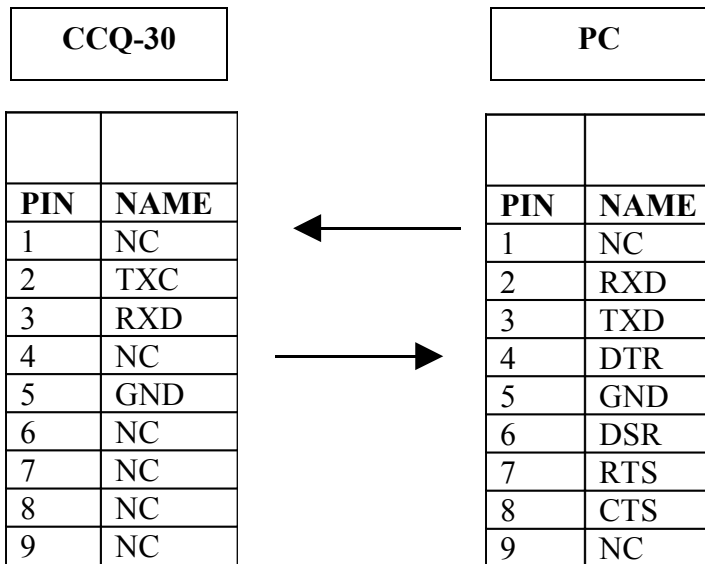 CCQ-30 PC
PIN NAME PIN NAME
1 NC 1 NC
2 TXC 2 RXD
3 RXD 3 TXD
4 NC 4 DTR
5 GND 5 GND
6 NC 6 DSR
7 NC 7 RTS
8 NC 8 CTS
9 NC 9 NC